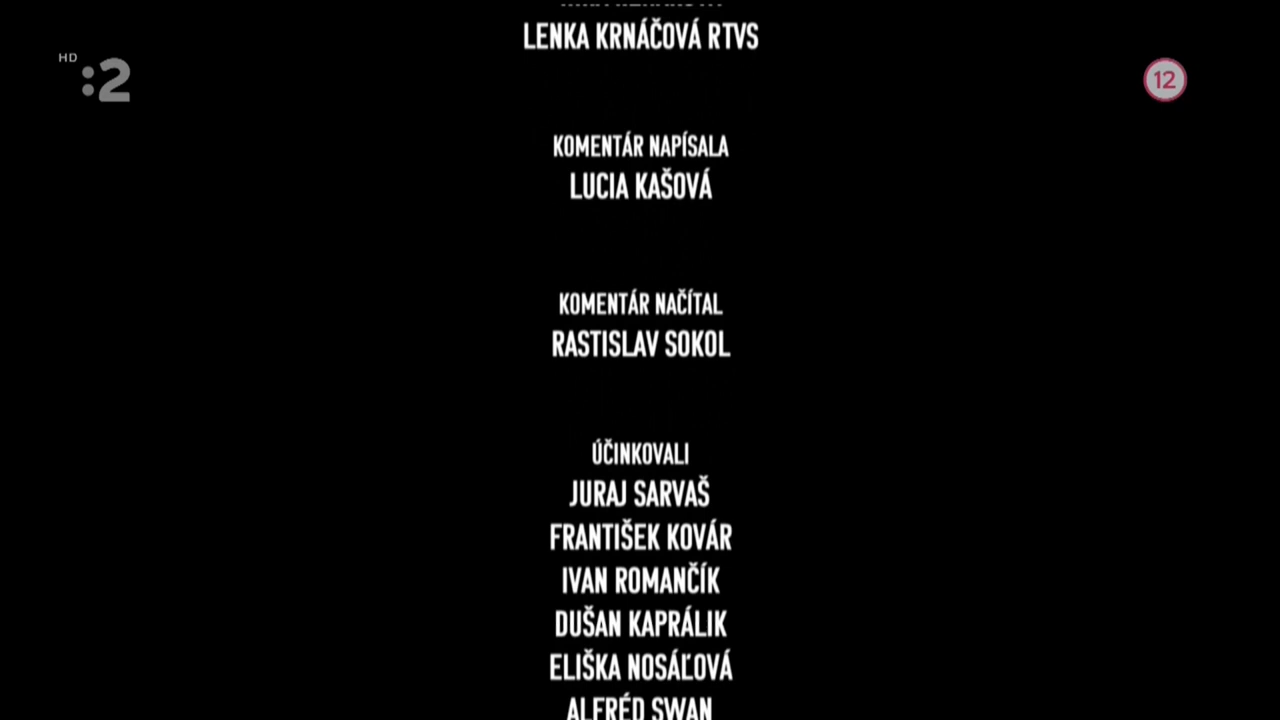 LENKA KRNÁČOVÁ RTVS
HD
:2
12
KOMENTÁR NAPÍSALA
LUCIA KAŠOVÁ
KOMENTÁR NAČÍTAL
RASTISLAV SOKOL
ÚČINKOVALI
JURAJ SARVAŠ
FRANTIŠEK KOVÁR
IVAN ROMANČÍK
DUŠAN KAPRÁLIK
ELIŠKA NOSÁĽOVÁ
ALFRÉD SWAN